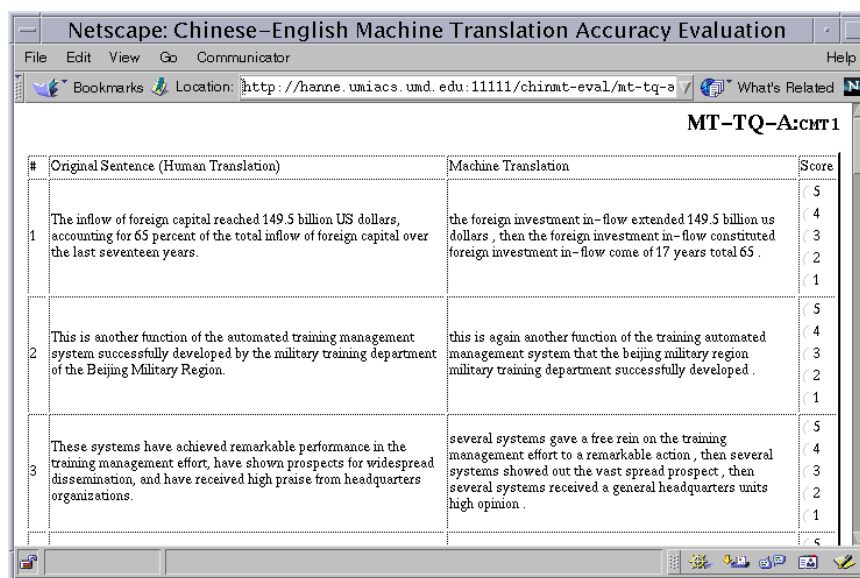 Netscape: Chinese-English Machine Translation Accuracy Evaluation
File Edit View Go Communicator Help
Bookmarks Location: http://hanne.umiacs.umd.edu:11111/chinmt-eval/mt-tq-a What's Related N
MT-TQ-A:CMT1
# Original Sentence (Human Translation) Machine Translation Score
1
The inflow of foreign capital reached 149.5 billion US dollars,
accounting for 65 percent of the total inflow of foreign capital over
the last seventeen years.
the foreign investment in-flow extended 149.5 billion us
dollars , then the foreign investment in-flow constituted
foreign investment in-flow come of 17 years total 65 .
5
4
3
2
1
2
This is another function of the automated training management
system successfully developed by the military training department
of the Beijing Military Region.
this is again another function of the training automated
management system that the beijing military region
military training department successfully developed .
5
4
3
2
1
3
These systems have achieved remarkable performance in the
training management effort, have shown prospects for widespread
dissemination, and have received high praise from headquarters
organizations.
several systems gave a free rein on the training
management effort to a remarkable action , then several
systems showed out the vast spread prospect , then
several systems received a general headquarters units
high opinion .
5
4
3
2
1
5